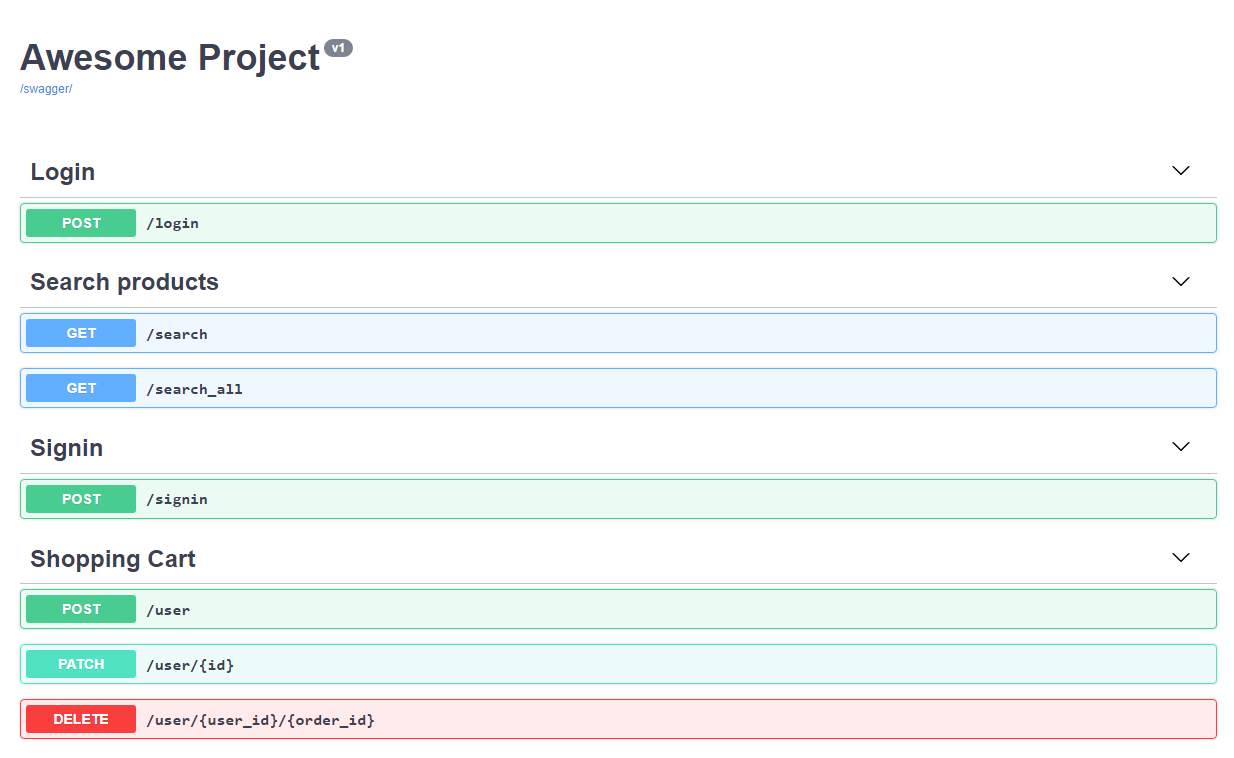 Awesome Project v1
/swagger/
Login
POST /login
Search products
GET /search
GET /search_all
Signin
POST /signin
Shopping Cart
POST /user
PATCH /user/{id}
DELETE /user/{user_id}/{order_id}